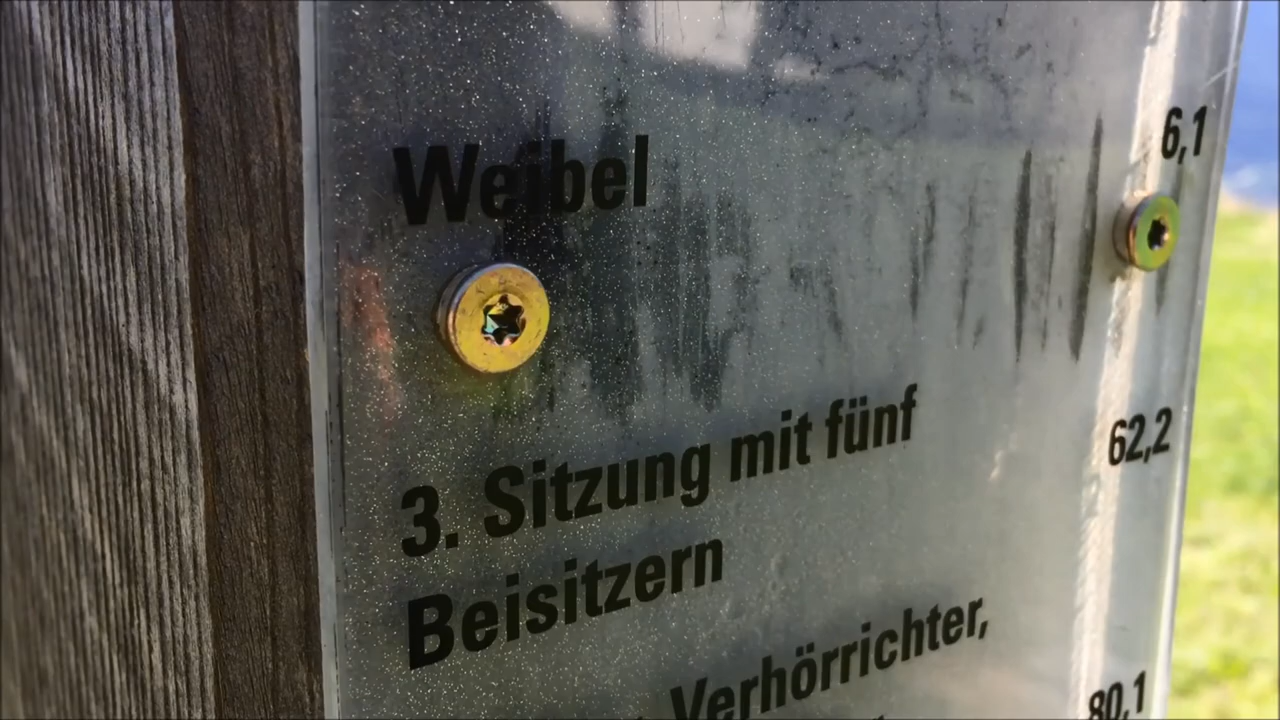 Weibel 6,1
3. Sitzung mit fünf 62,2
Beisitzern
Verhörrichter, 80,1